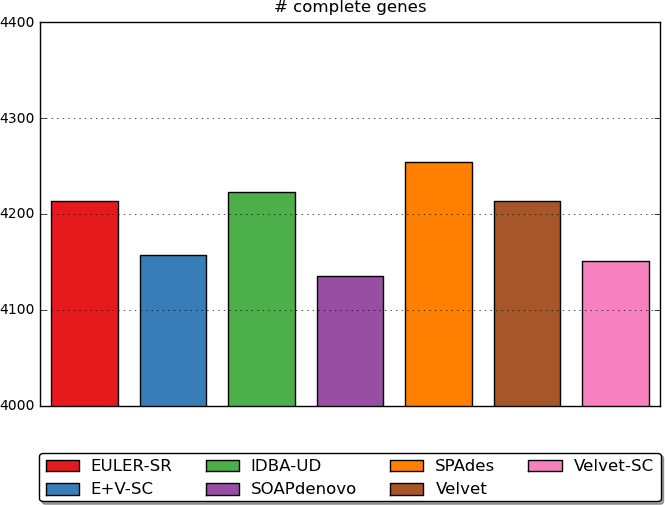 # complete genes
4400
4300
4200
4100
4000
EULER-SR IDBA-UD SPAdes Velvet-SC
E+V-SC SOAPdenovo Velvet